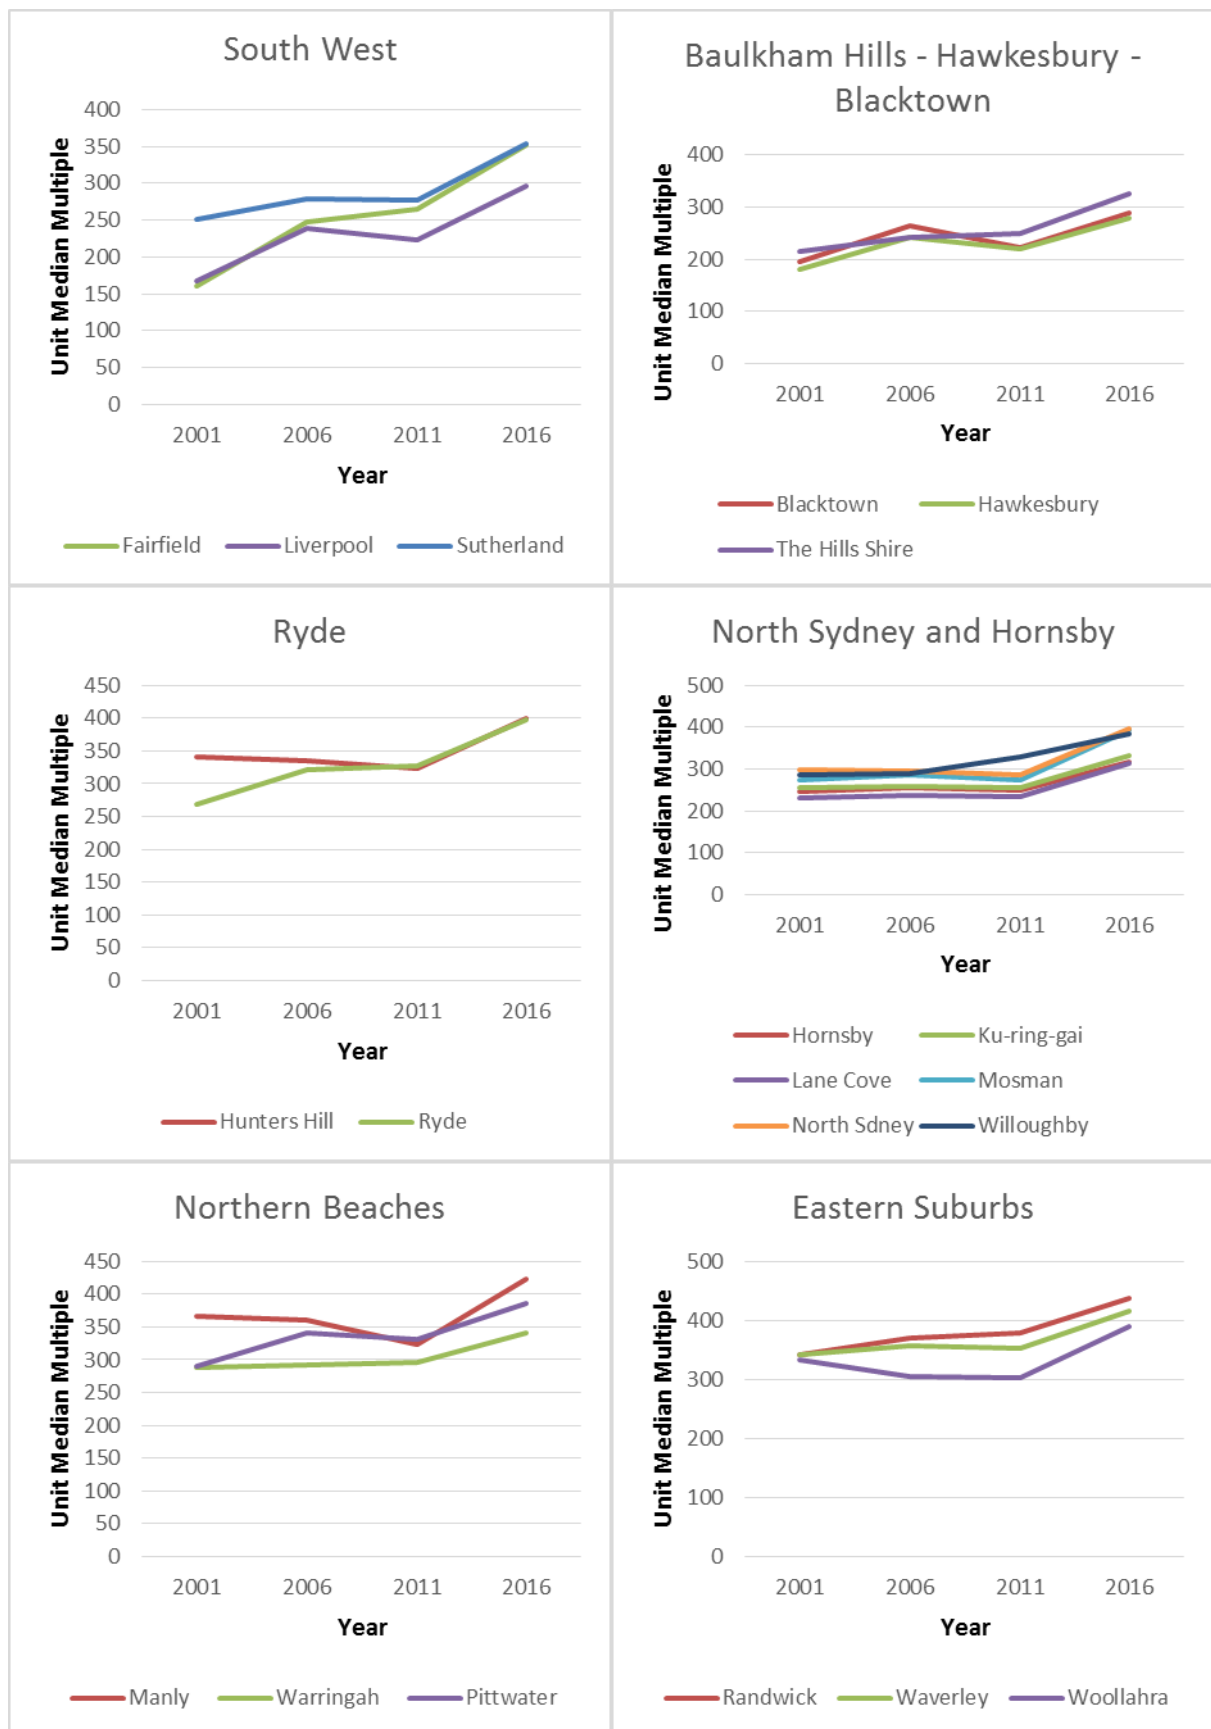 South West
400
350
300
250
200
150
100
50
0
Unit Median Multiple
2001 2006 2011 2016
Year
Fairfield Liverpool Sutherland
Baulkham Hills - Hawkesbury -
Blacktown
400
300
200
100
0
Unit Median Multiple
2001 2006 2011 2016
Year
Blacktown Hawkesbury
The Hills Shire
Ryde
450
400
350
300
250
200
150
100
50
0
Unit Median Multiple
2001 2006 2011 2016
Year
Hunters Hill Ryde
North Sydney and Hornsby
500
400
300
200
100
0
Unit Median Multiple
2001 2006 2011 2016
Year
Hornsby Ku-ring-gai
Lane Cove Mosman
North Sdney Willoughby
Northern Beaches
450
400
350
300
250
200
150
100
50
0
Unit Median Multiple
2001 2006 2011 2016
Year
Manly Warringah Pittwater
Eastern Suburbs
500
400
300
200
100
0
Unit Median Multiple
2001 2006 2011 2016
Year
Randwick Waverley Woollahra